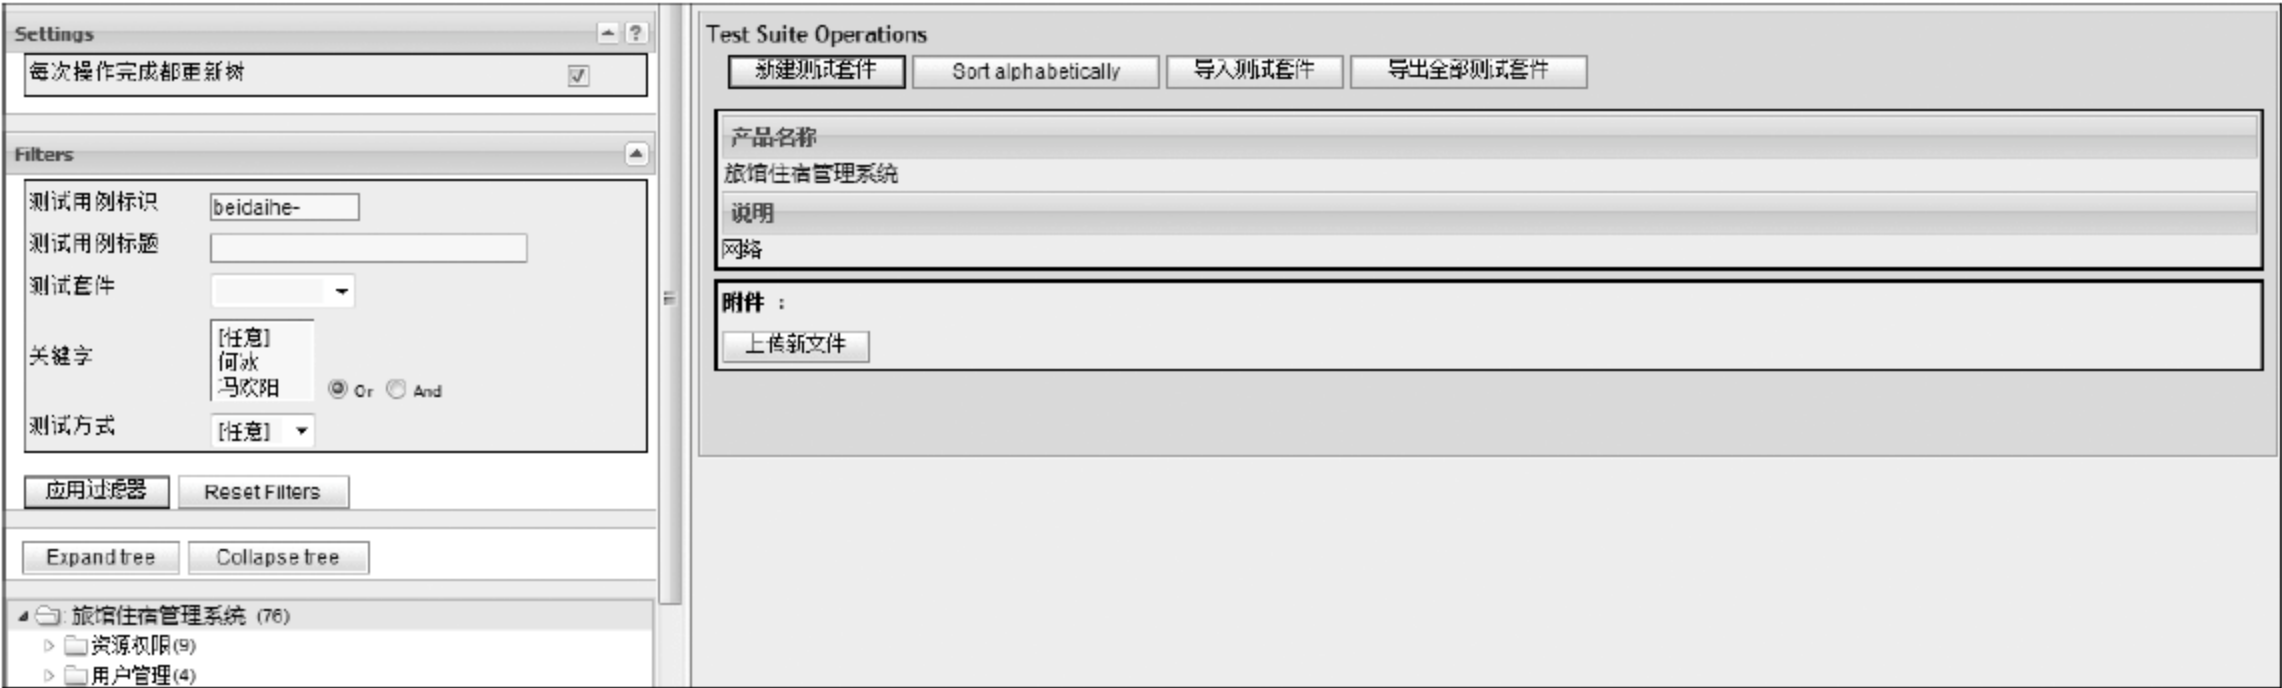 Settings
?
每次操作完成都更新树
Filters
测试用例标识 beidaihe-
测试用例标题
测试套件
关键字
[任意]
何冰
冯欧阳
Or And
测试方式 [任意]
应用过滤器 Reset Filters
Expand tree Collapse tree
旅馆住宿管理系统 (76)
资源权限(9)
用户管理(4)
Test Suite Operations
新建测试套件 Sort alphabetically 导入测试套件 导出全部测试套件
产品名称
旅馆住宿管理系统
说明
网络
附件 :
上传新文件